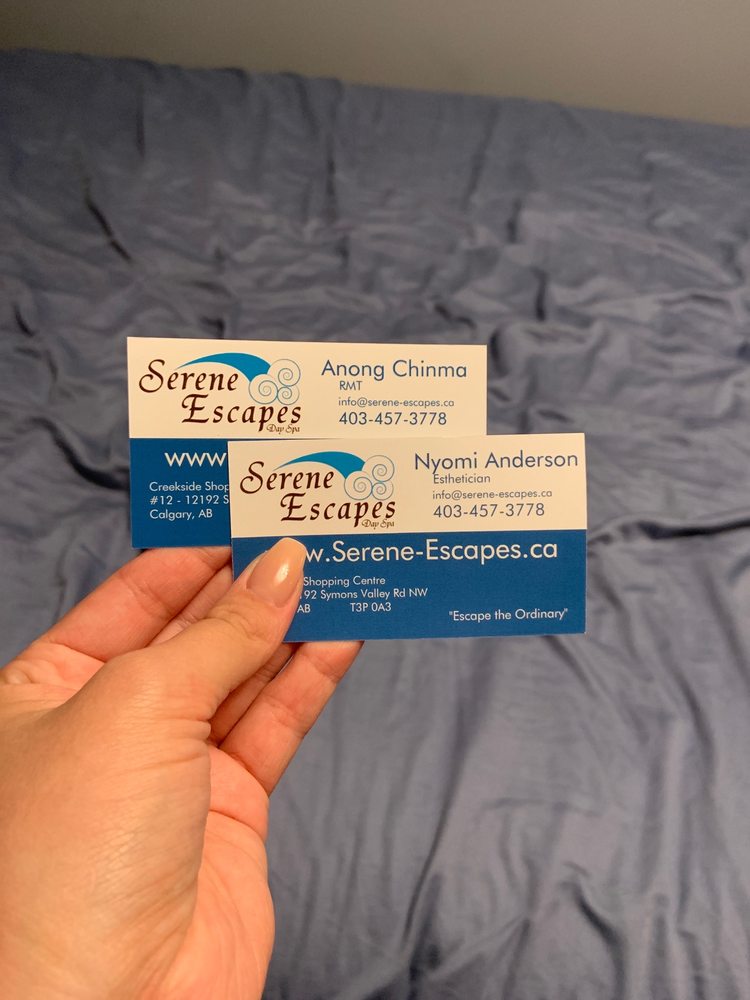 Serene
Escapes
Day Spa
Anong Chinma
RMT
info@serene-escapes.ca
403-457-3778
www
Creekside Shop
#12 - 12192 S
Calgary, AB
Serene
Escapes
Day Spa
Nyomi Anderson
Esthetician
info@serene-escapes.ca
403-457-3778
w.Serene-Escapes.ca
Shopping Centre
192 Symons Valley Rd NW
AB T3P 0A3
"Escape the Ordinary"